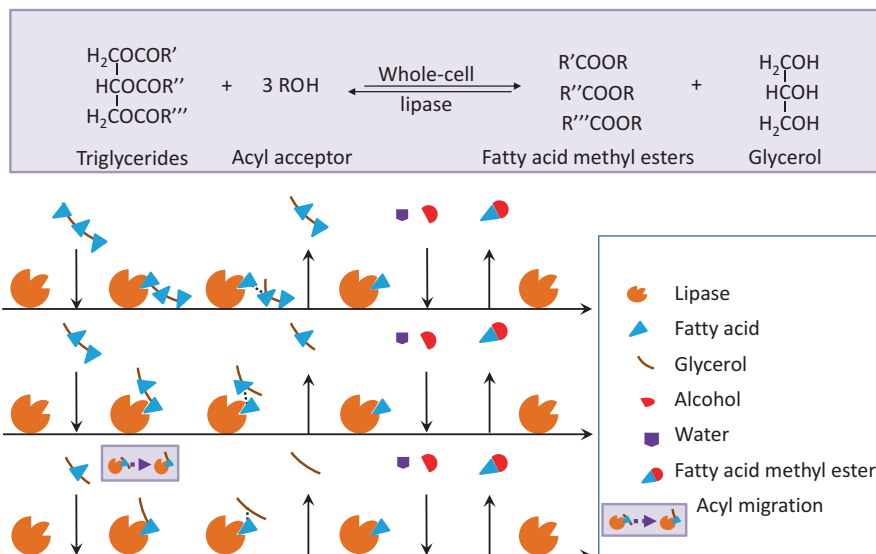 H₂COCOR'
HCOCOR''
H₂COCOR'''
+
3 ROH
Whole-cell
lipase
R'COOR
R''COOR
R'''COOR
+
H₂COH
HCOH
H₂COH
Triglycerides
Acyl acceptor
Fatty acid methyl esters
Glycerol
Lipase
Fatty acid
Glycerol
Alcohol
Water
Fatty acid methyl ester
Acyl migration